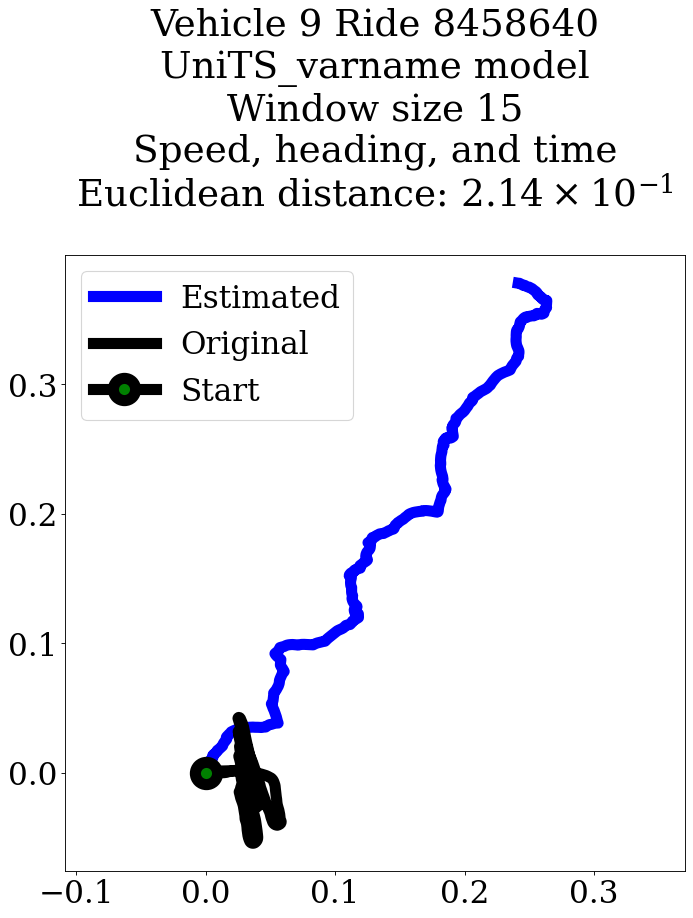 Vehicle 9 Ride 8458640
UniTS_varname model
Window size 15
Speed, heading, and time
Euclidean distance: 2.14 × 10⁻¹
Estimated
Original
Start
0.3
0.2
0.1
0.0
−0.1 0.0 0.1 0.2 0.3